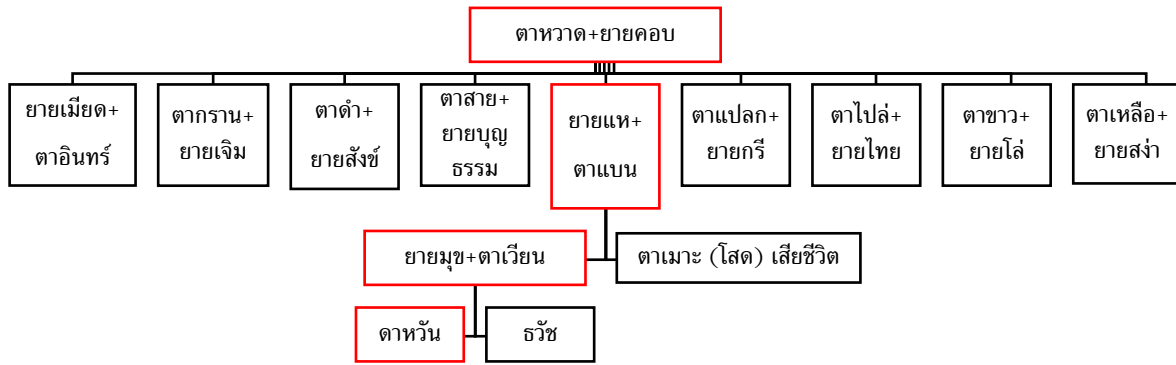 ตาหวาด+ยายคอบ
ยายเมียด+
ตาอินทร์
ตากราน+
ยายเจิม
ตาดำ+
ยายสังข์
ตาสาย+
ยายบุญ
ธรรม
ยายแห+
ตาแบน
ตาแปลก+
ยายกรี
ตาไปล่+
ยายไทย
ตาขาว+
ยายโล่
ตาเหลือ+
ยายสง่า
ยายมุข+ตาเวียน
ตาเมาะ (โสด) เสียชีวิต
ดาหวัน
ธวัช